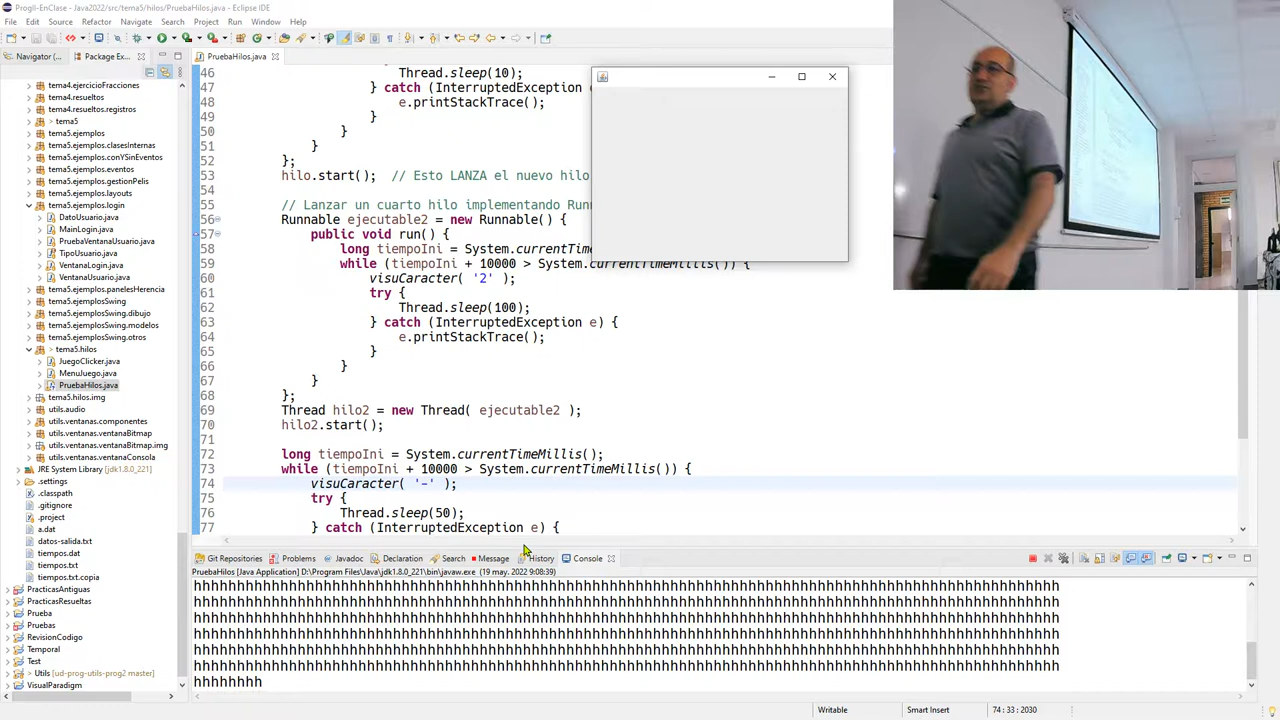 ProgII-EnClase - Java2022/src/tema5/hilos/PruebaHilos.java - Eclipse IDE
File Edit Source Refactor Navigate Search Project Run Window Help
Navigator (... Package Ex... PruebaHilos.java
tema4.ejercicioFracciones
tema4.resueltos
tema4.resueltos.registros
> tema5
tema5.ejemplos
tema5.ejemplos.clasesInternas
tema5.ejemplos.conYSinEventos
tema5.ejemplos.eventos
tema5.ejemplos.gestionPelis
tema5.ejemplos.layouts
tema5.ejemplos.login
DatoUsuario.java
MainLogin.java
PruebaVentanaUsuario.java
TipoUsuario.java
VentanaLogin.java
VentanaUsuario.java
tema5.ejemplos.panelesHerencia
tema5.ejemplosSwing
tema5.ejemplosSwing.dibujo
tema5.ejemplosSwing.modelos
tema5.ejemplosSwing.otros
> tema5.hilos
JuegoClicker.java
MenuJuego.java
PruebaHilos.java
tema5.hilos.img
utils.audio
utils.ventanas.componentes
utils.ventanas.ventanaBitmap
utils.ventanas.ventanaBitmap.img
utils.ventanas.ventanaConsola
JRE System Library [jdk1.8.0_221]
.settings
.classpath
.gitignore
.project
a.dat
datos-salida.txt
tiempos.dat
tiempos.txt
tiempos.txt.copia
PracticasAntiguas
PracticasResueltas
Prueba
Pruebas
RevisionCodigo
Temporal
Test
> Utils [ud-prog-utils-prog2 master]
VisualParadigm
46 Thread.sleep(10);
47 } catch (InterruptedException
48 e.printStackTrace();
49 }
50 }
51 }
52 };
53 hilo.start(); // Esto LANZA el nuevo hilo
54
55 // Lanzar un cuarto hilo implementando Run
56 Runnable ejecutable2 = new Runnable() {
57 public void run() {
58 long tiempoIni = System.currentTime
59 while (tiempoIni + 10000 > System.currentTimeMillis()) {
60 visuCaracter( '2' );
61 try {
62 Thread.sleep(100);
63 } catch (InterruptedException e) {
64 e.printStackTrace();
65 }
66 }
67 }
68 };
69 Thread hilo2 = new Thread( ejecutable2 );
70 hilo2.start();
71
72 long tiempoIni = System.currentTimeMillis();
73 while (tiempoIni + 10000 > System.currentTimeMillis()) {
74 visuCaracter( '-' );
75 try {
76 Thread.sleep(50);
77 } catch (InterruptedException e) {
Git Repositories Problems Javadoc Declaration Search Message History Console
PruebaHilos [Java Application] D:\Program Files\Java\jdk1.8.0_221\bin\javaw.exe (19 may. 2022 9:08:39)
hhhhhhhh
Writable Smart Insert 74 : 33 : 2030